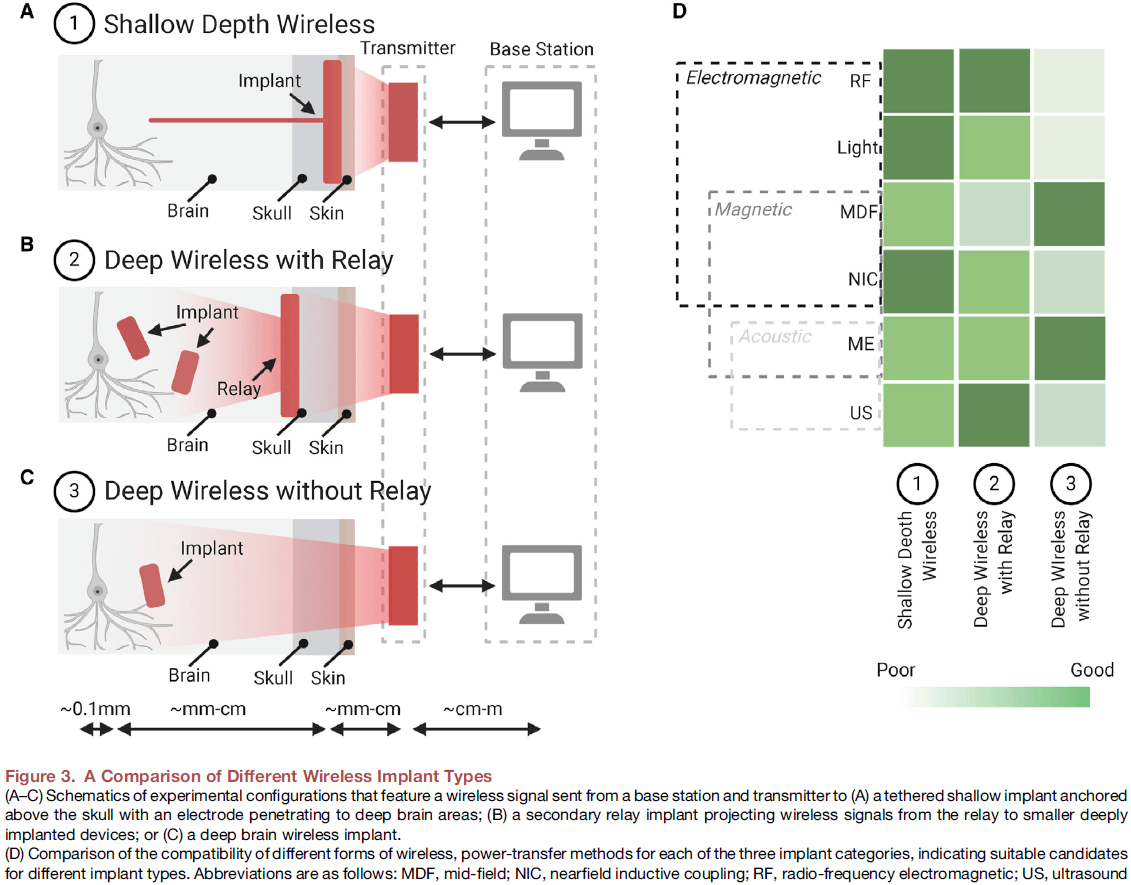 A
1 Shallow Depth Wireless
Transmitter
Base Station
Implant
Brain
Skull
Skin
B
2 Deep Wireless with Relay
Implant
Relay
Brain
Skull
Skin
C
3 Deep Wireless without Relay
Implant
Brain
Skull
Skin
~0.1mm
~mm-cm
~mm-cm
~cm-m
D
Electromagnetic
RF
Light
Magnetic
MDF
NIC
Acoustic
ME
US
1
2
3
Shallow Deoth
Wireless
Deep WIreless
with Relay
Deep WIreless
without Relay
Poor
Good
Figure 3. A Comparison of Different Wireless Implant Types
(A–C) Schematics of experimental configurations that feature a wireless signal sent from a base station and transmitter to (A) a tethered shallow implant anchored
above the skull with an electrode penetrating to deep brain areas; (B) a secondary relay implant projecting wireless signals from the relay to smaller deeply
implanted devices; or (C) a deep brain wireless implant.
(D) Comparison of the compatibility of different forms of wireless, power-transfer methods for each of the three implant categories, indicating suitable candidates
for different implant types. Abbreviations are as follows: MDF, mid-field; NIC, nearfield inductive coupling; RF, radio-frequency electromagnetic; US, ultrasound